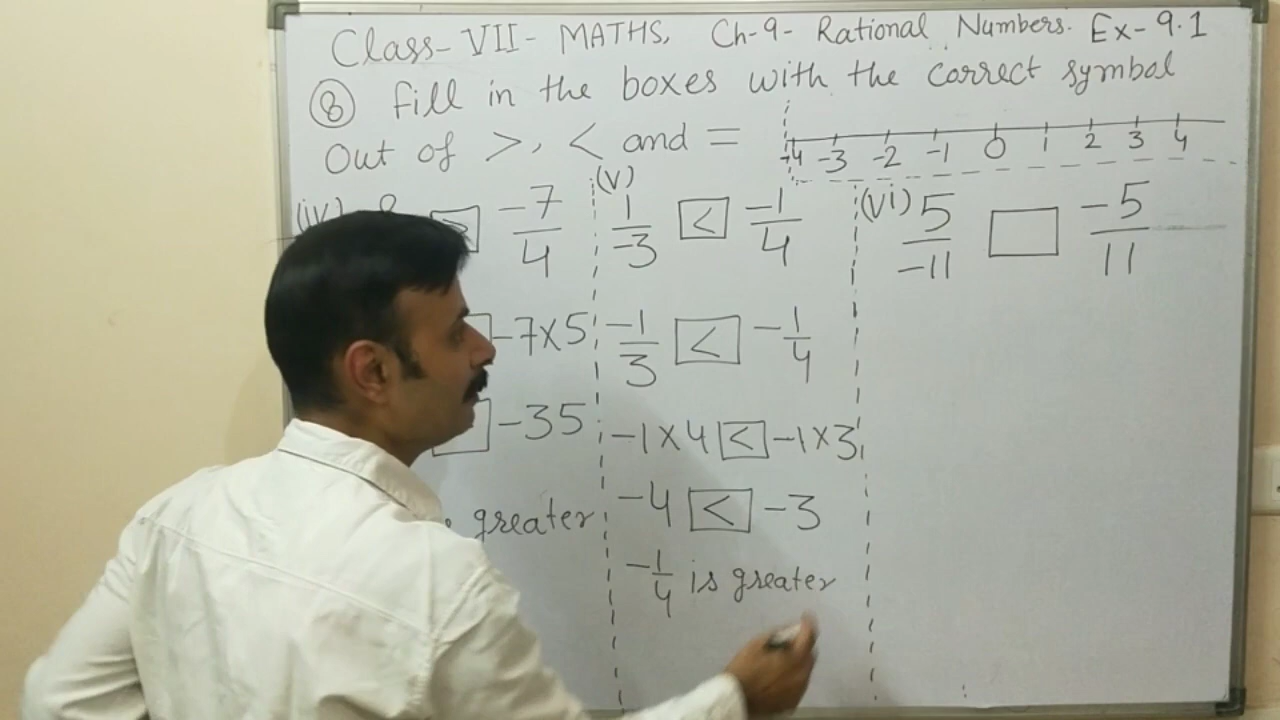 Class-VII- MATHS, Ch-9- Rational Numbers. Ex-9.1
(8) Fill in the boxes with the correct symbol
Out of >, < and =
-4 -3 -2 -1 0 1 2 3 4
(iv) -7/4
-7×5
-35
greater
(v) 1/-3 < -1/4
-1/3 < -1/4
-1×4 < -1×3
-4 < -3
-1/4 is greater
(vi) 5/-11 □ -5/11